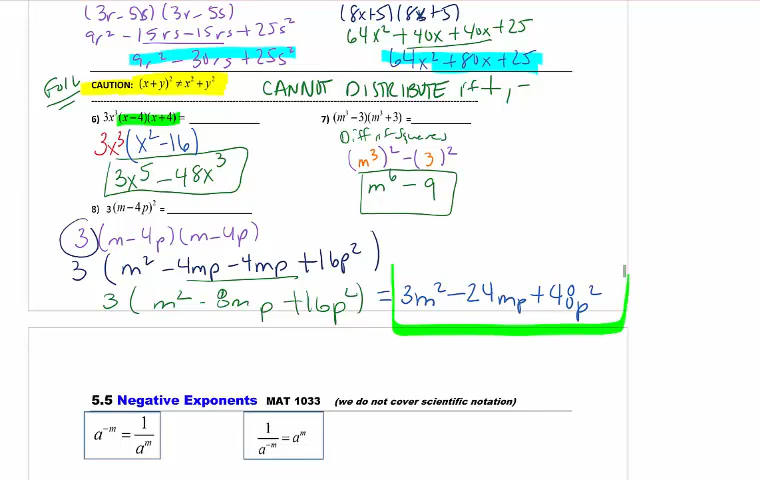 (3r-5s)(3r-5s)
9r² -15rs-15rs+25s²
9r² -30rs+25s²
(8x+5)(8x+5)
64x²+40x+40x+25
64x²+80x+25
Foil
CAUTION: (x+y)² ≠ x²+y²
CANNOT DISTRIBUTE if +, -
6) 3x³(x−4)(x+4)= ____________
3x³(x²-16)
3x⁵-48x³
7) (m³−3)(m³+3)=____________
Diff of Squares
(m³)²-(3)²
m⁶-9
8) 3(m−4p)² = ____________
3(m-4p)(m-4p)
3(m²-4mp-4mp+16p²)
3(m²-8mp+16p²) = 3m²-24mp+40p²
5.5 Negative Exponents MAT 1033 (we do not cover scientific notation)
a⁻ᵐ = 1/aᵐ
1/a⁻ᵐ = aᵐ